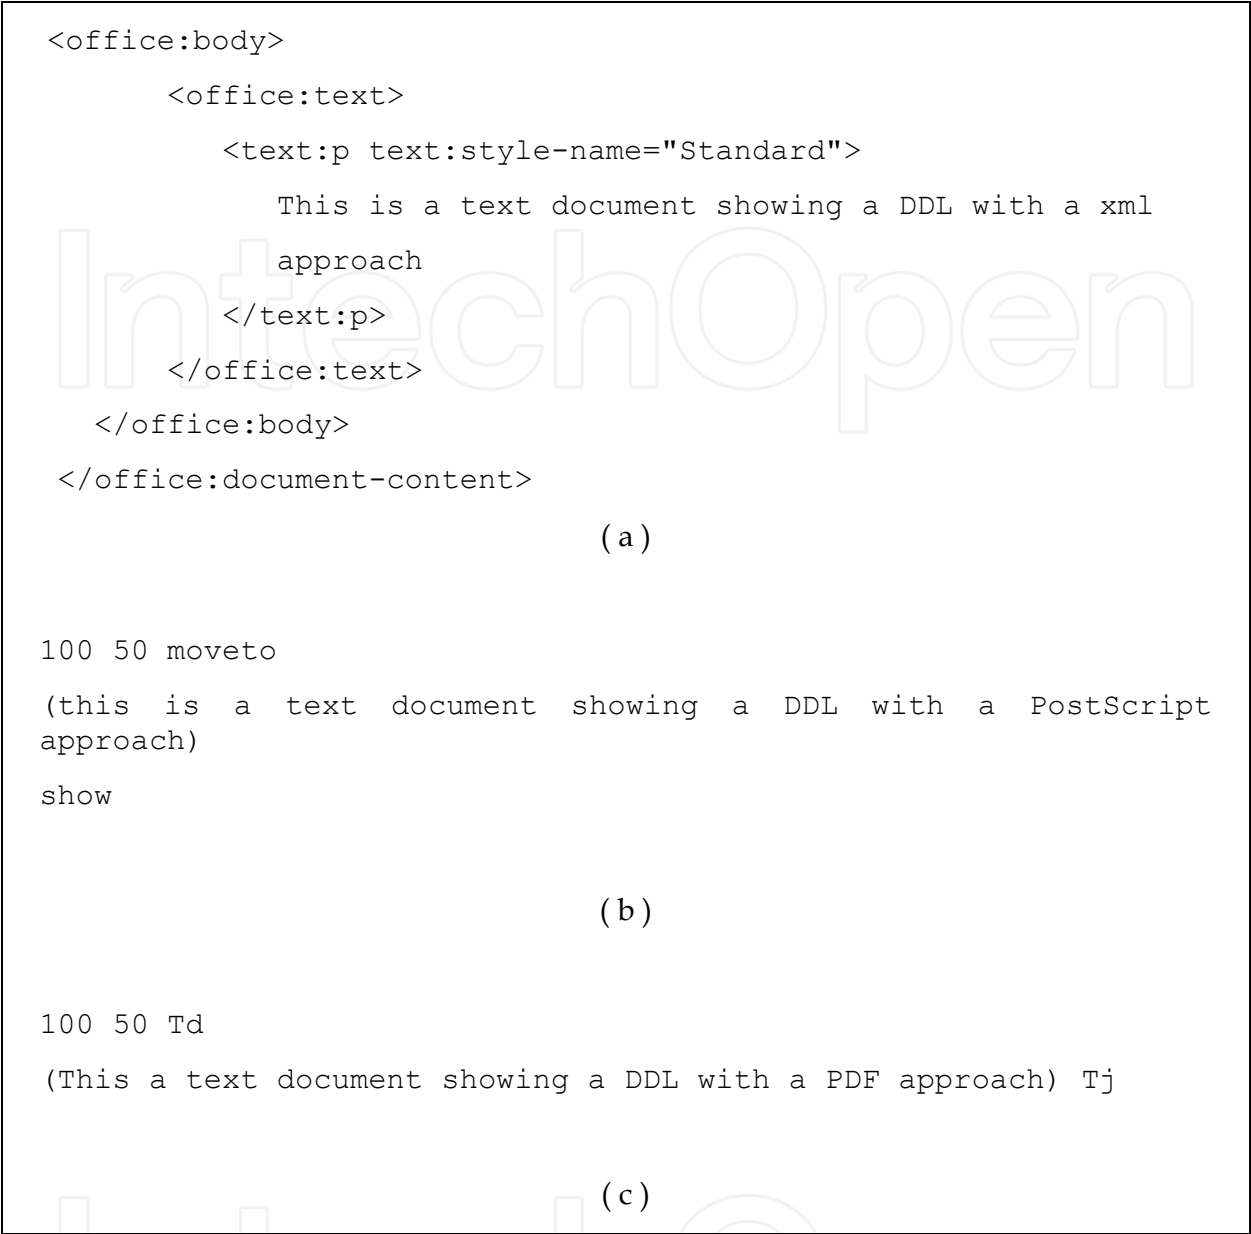 <office:body>
<office:text>
<text:p text:style-name="Standard">
This is a text document showing a DDL with a xml
approach
</text:p>
</office:text>
</office:body>
</office:document-content>
(a)
100 50 moveto
(this is a text document showing a DDL with a PostScript
approach)
show
(b)
100 50 Td
(This a text document showing a DDL with a PDF approach) Tj
(c)
IntechOpen